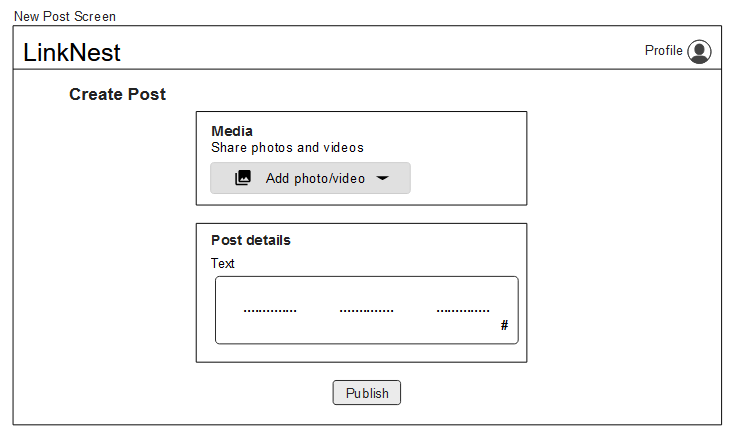 New Post Screen
LinkNest
Profile
Create Post
Media
Share photos and videos
Add photo/video
Post details
Text
.............. .............. ..............
#
Publish